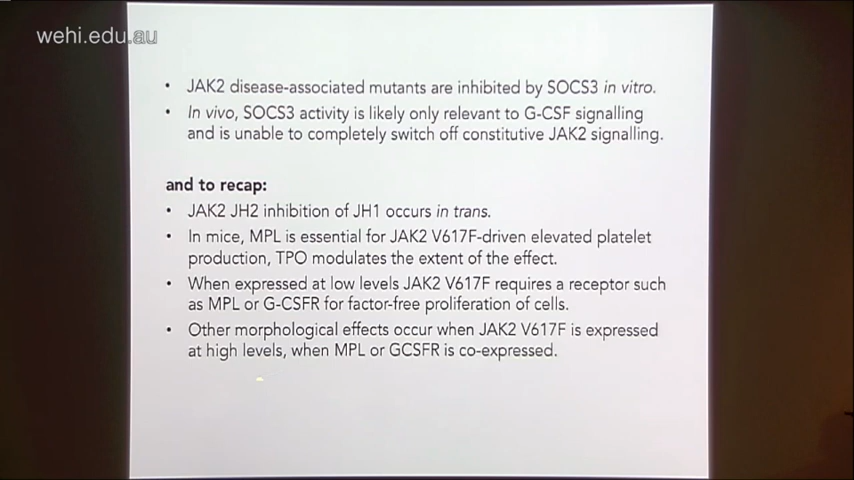 wehi.edu.au
• JAK2 disease-associated mutants are inhibited by SOCS3 in vitro.
• In vivo, SOCS3 activity is likely only relevant to G-CSF signalling
and is unable to completely switch off constitutive JAK2 signalling.
and to recap:
• JAK2 JH2 inhibition of JH1 occurs in trans.
• In mice, MPL is essential for JAK2 V617F-driven elevated platelet
production, TPO modulates the extent of the effect.
• When expressed at low levels JAK2 V617F requires a receptor such
as MPL or G-CSFR for factor-free proliferation of cells.
• Other morphological effects occur when JAK2 V617F is expressed
at high levels, when MPL or GCSFR is co-expressed.